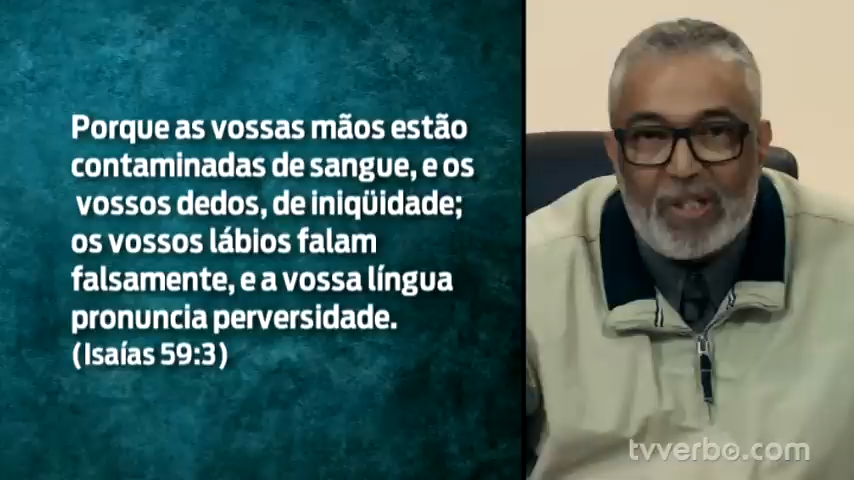 Porque as vossas mãos estão
contaminadas de sangue, e os
vossos dedos, de iniqüidade;
os vossos lábios falam
falsamente, e a vossa língua
pronuncia perversidade.
(Isaías 59:3)
tvverbo.com